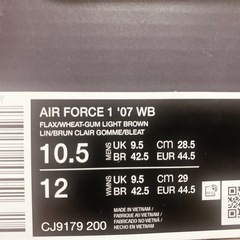 AIR FORCE 1 '07 WB
FLAX/WHEAT-GUM LIGHT BROWN
LIN/BRUN CLAIR GOMME/BLEAT
10.5 MENS UK 9.5 CM 28.5
BR 42.5 EUR 44.5
12 WMNS UK 9.5 CM 29
BR 42.5 EUR 44.5
CJ9179 200
MADE IN VIETNAM
FABRIQUÉ AU VIETNAM
FABRICADO NO VIETNÃ
HECHO EN VIETNAM